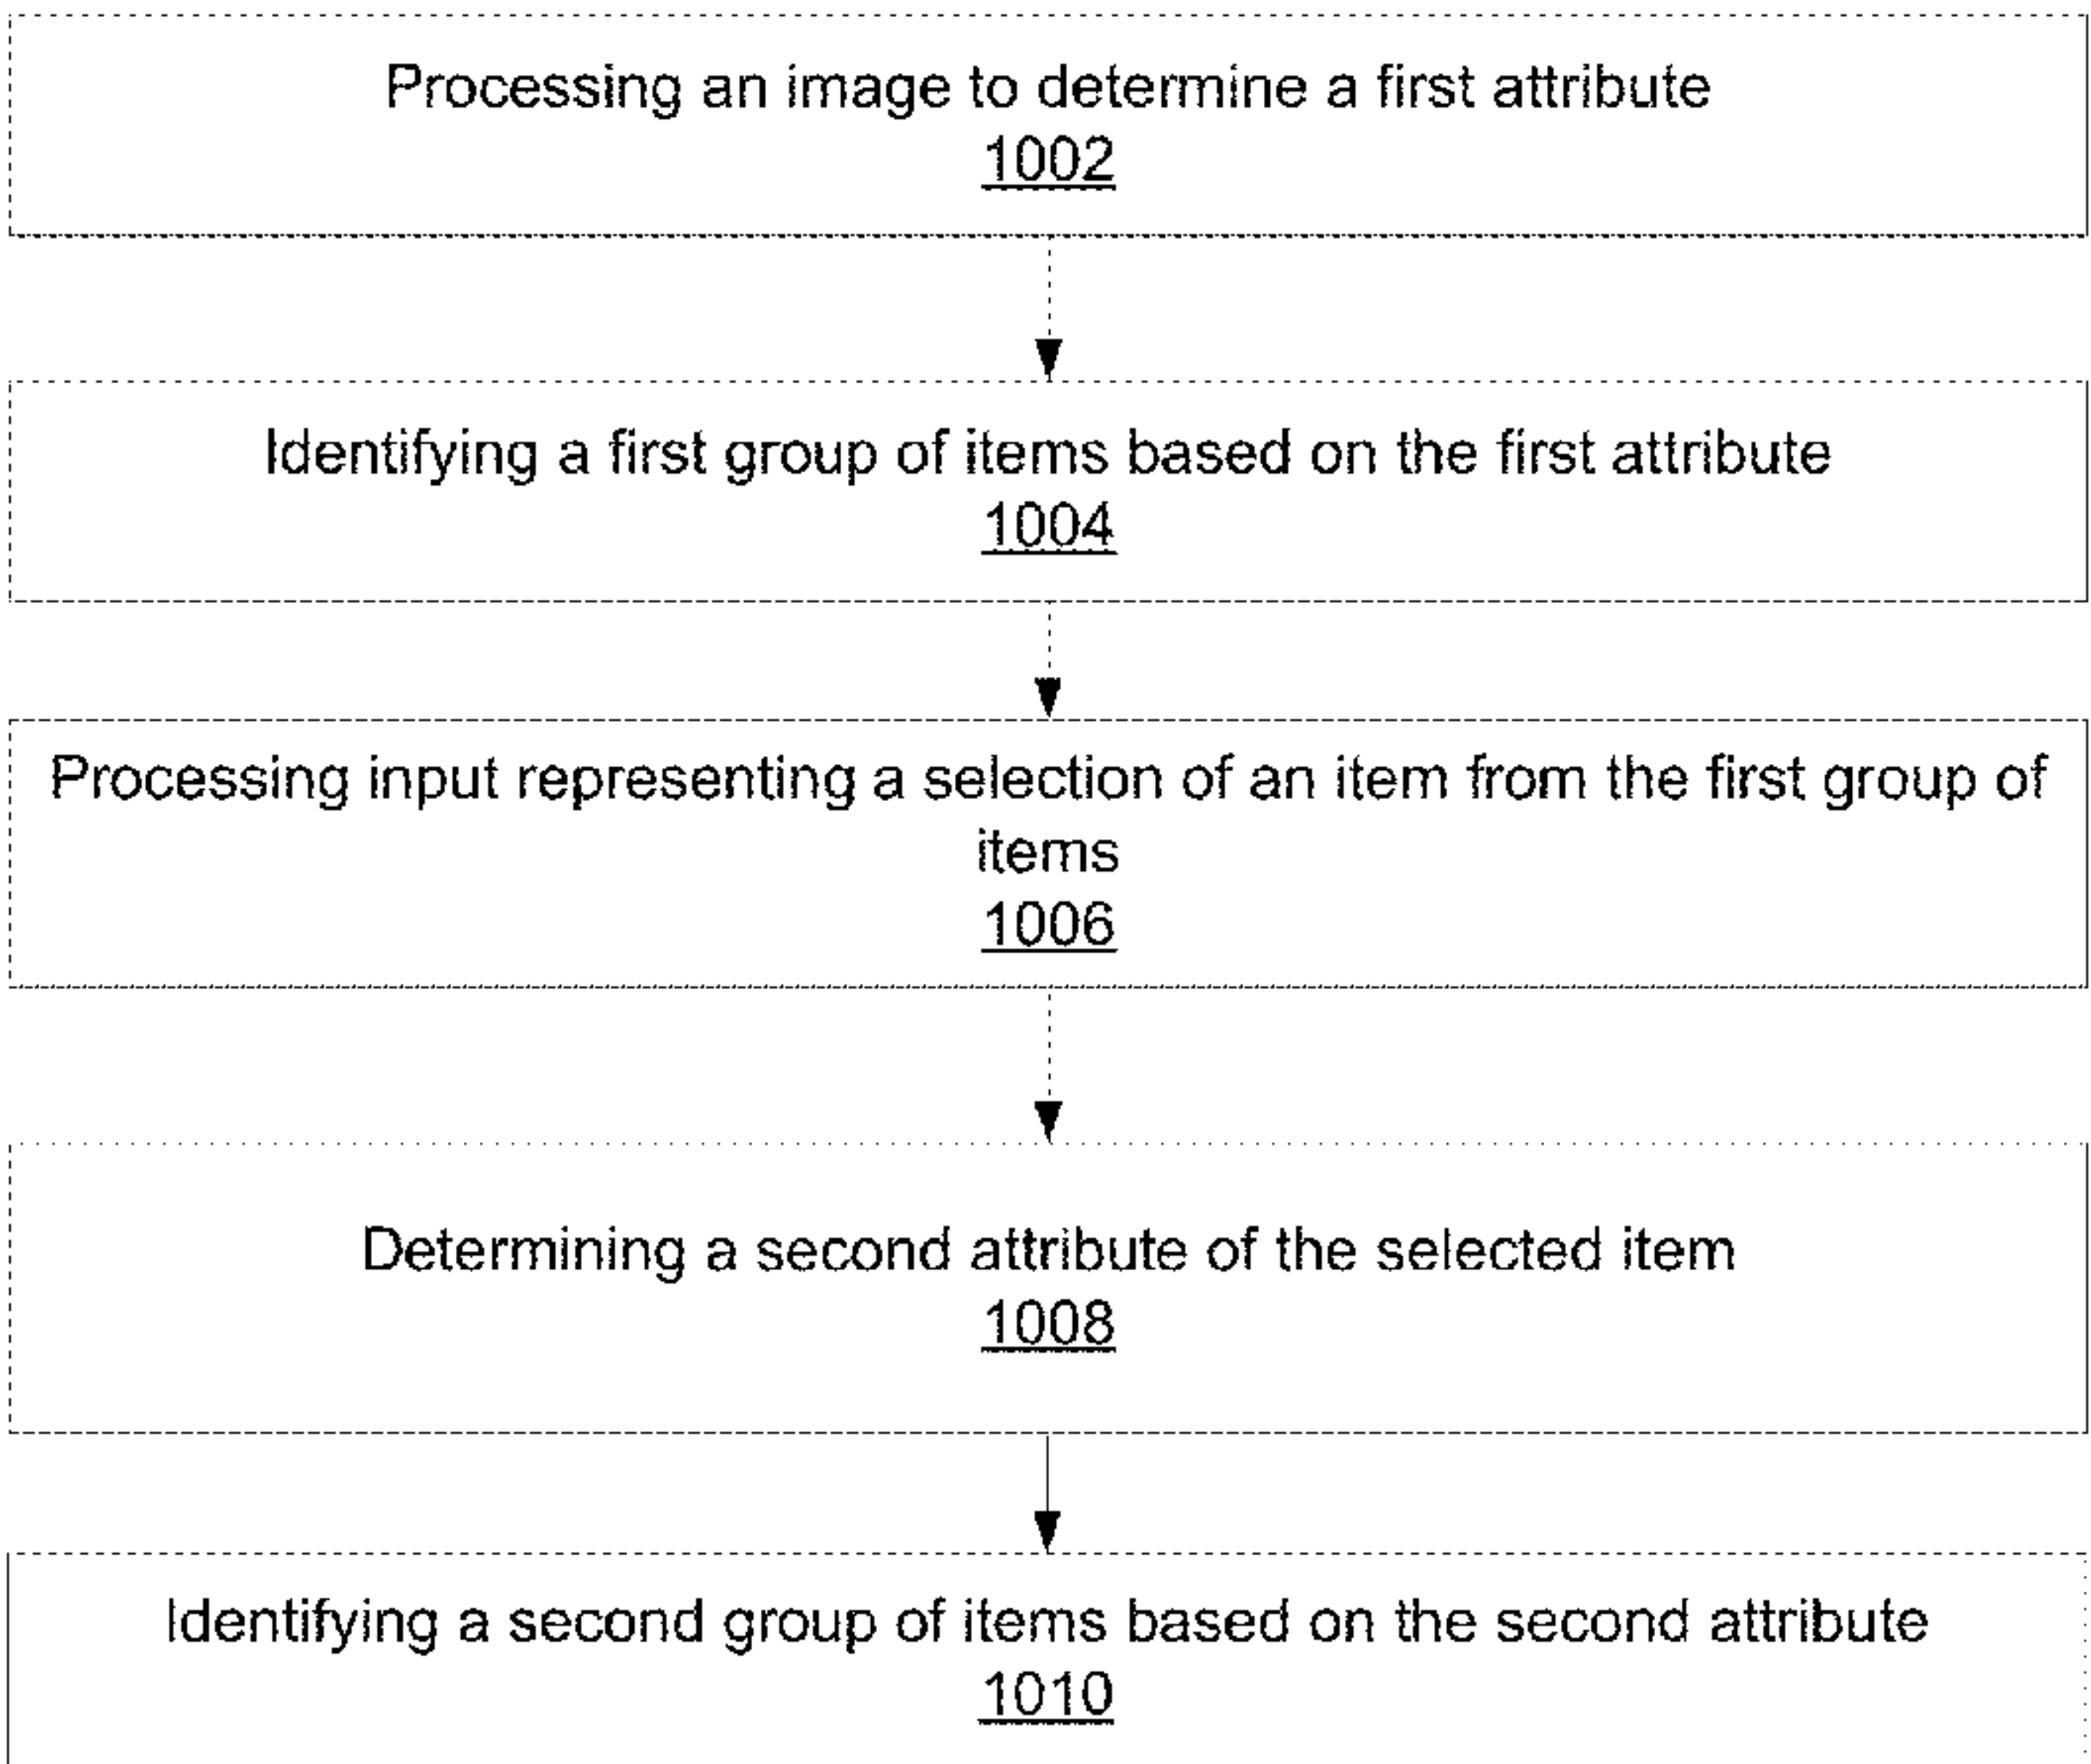 Processing an image to determine a first attribute
1002
Identifying a first group of items based on the first attribute
1004
Processing input representing a selection of an item from the first group of
items
1006
Determining a second attribute of the selected item
1008
Identifying a second group of items based on the second attribute
1010